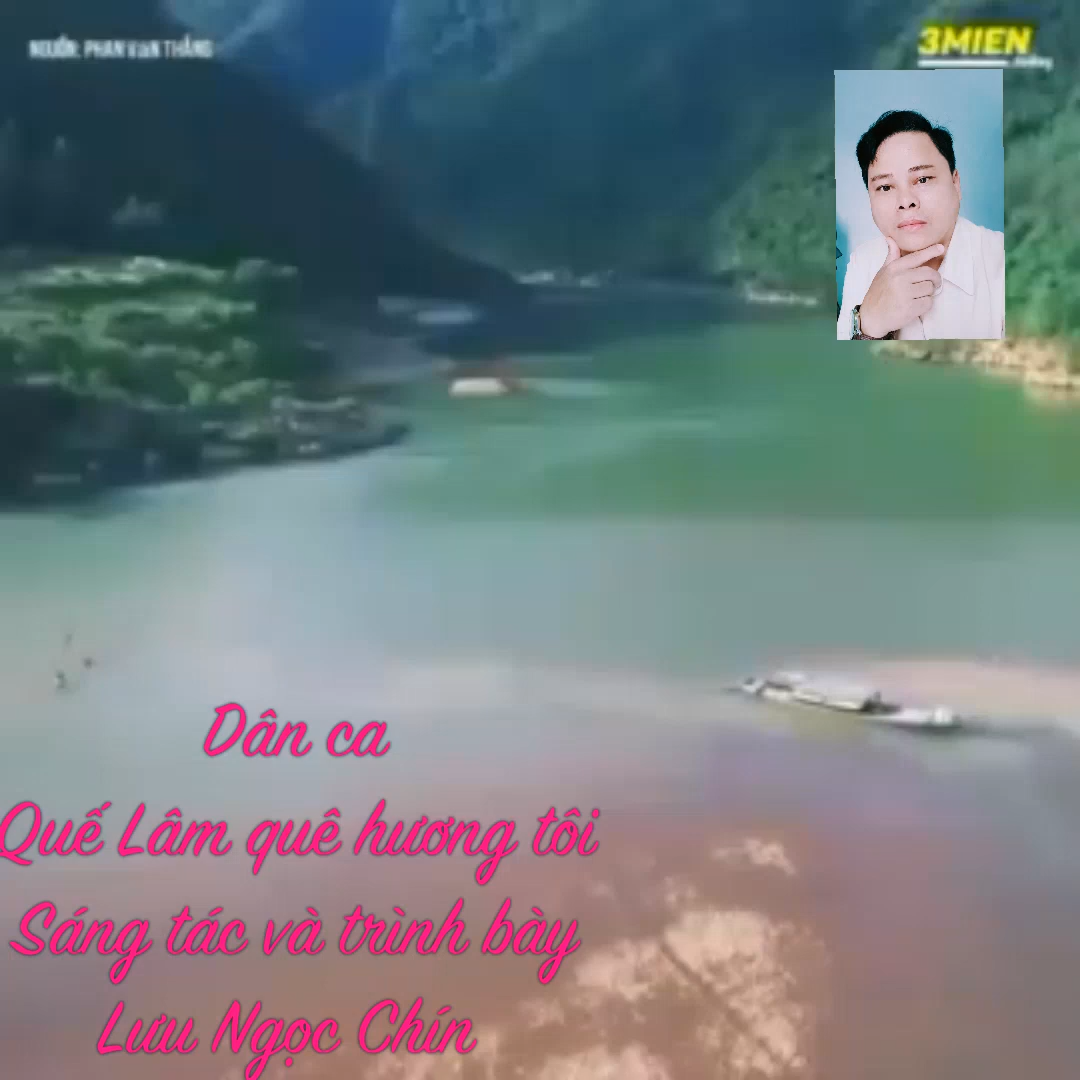 NGUỒN: PHAN VĂN THẮNG
3MIEN
Dân ca
Quế Lâm quê hương tôi
Sáng tác và trình bày
Lưu Ngọc Chín